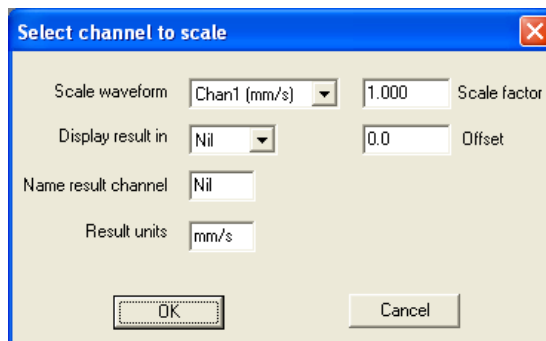 Select channel to scale
Scale waveform Chan1 (mm/s) 1.000 Scale factor
Display result in Nil 0.0 Offset
Name result channel Nil
Result units mm/s
OK Cancel